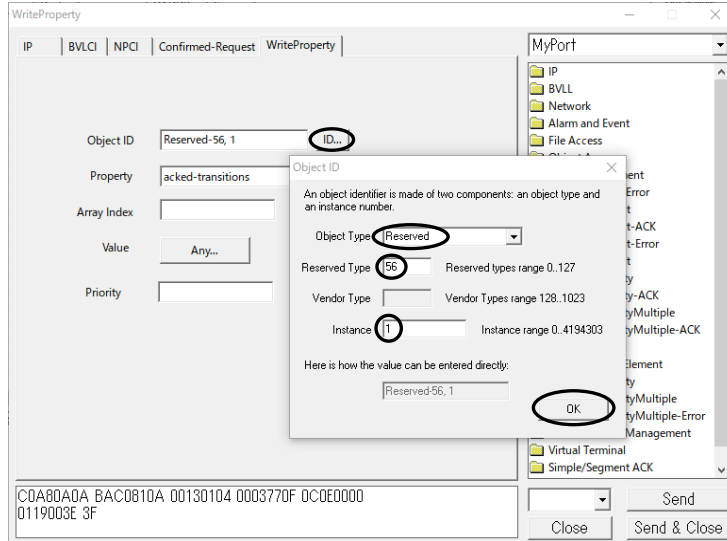 WriteProperty
IP
BVLCI
NPCI
Confirmed-Request
WriteProperty
Object ID
Reserved-56, 1
ID...
Property
acked-transitions
Array Index
Value
Any...
Priority
Object ID
An object identifier is made of two components: an object type and
an instance number.
Object Type
Reserved
Reserved Type
56
Reserved types range 0..127
Vendor Type
Vendor Types range 128..1023
Instance
1
Instance range 0..4194303
Here is how the value can be entered directly:
Reserved-56, 1
OK
MyPort
IP
BVLL
Network
Alarm and Event
File Access
ent
Error
t
t-ACK
t-Error
t
ty
ty-ACK
tyMultiple
tyMultiple-ACK
Element
ty
tyMultiple
tyMultiple-Error
Management
Virtual Terminal
Simple/Segment ACK
C0A80A0A BAC0810A 00130104 0003770F 0C0E0000
0119003E 3F
Send
Close
Send & Close